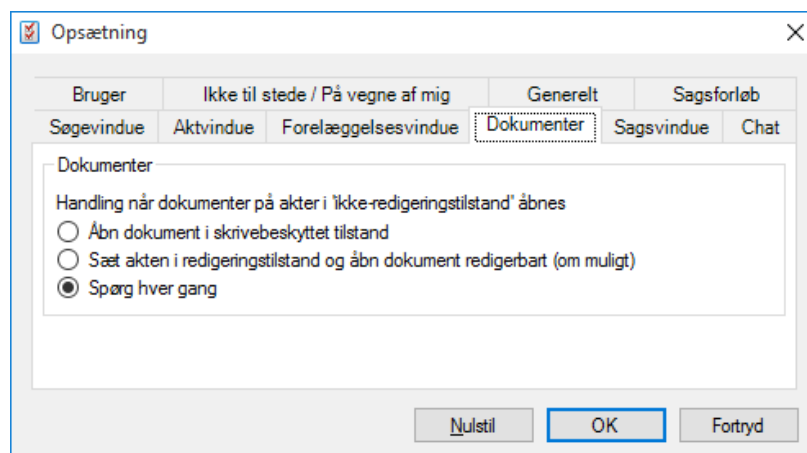 Opsætning
Bruger Ikke til stede / På vegne af mig Generelt Sagsforløb
Søgevindue Aktvindue Forelæggelsesvindue Dokumenter Sagsvindue Chat
Dokumenter
Handling når dokumenter på akter i 'ikke-redigeringstilstand' åbnes
Åbn dokument i skrivebeskyttet tilstand
Sæt akten i redigeringstilstand og åbn dokument redigerbart (om muligt)
Spørg hver gang
Nulstil OK Fortryd